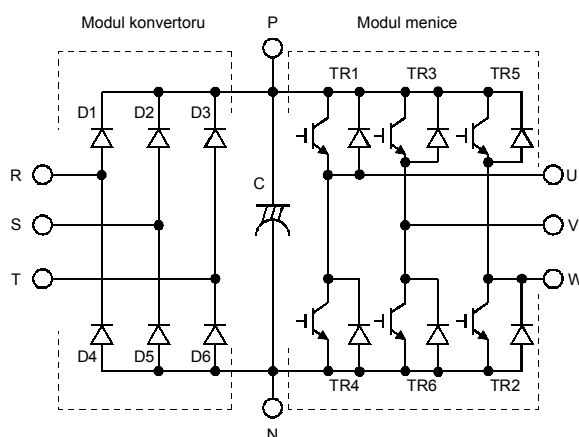 Modul konvertoru
P
Modul menice
TR1
TR3
TR5
D1
D2
D3
R
C
U
S
V
T
W
D4
D5
D6
TR4
TR6
TR2
N